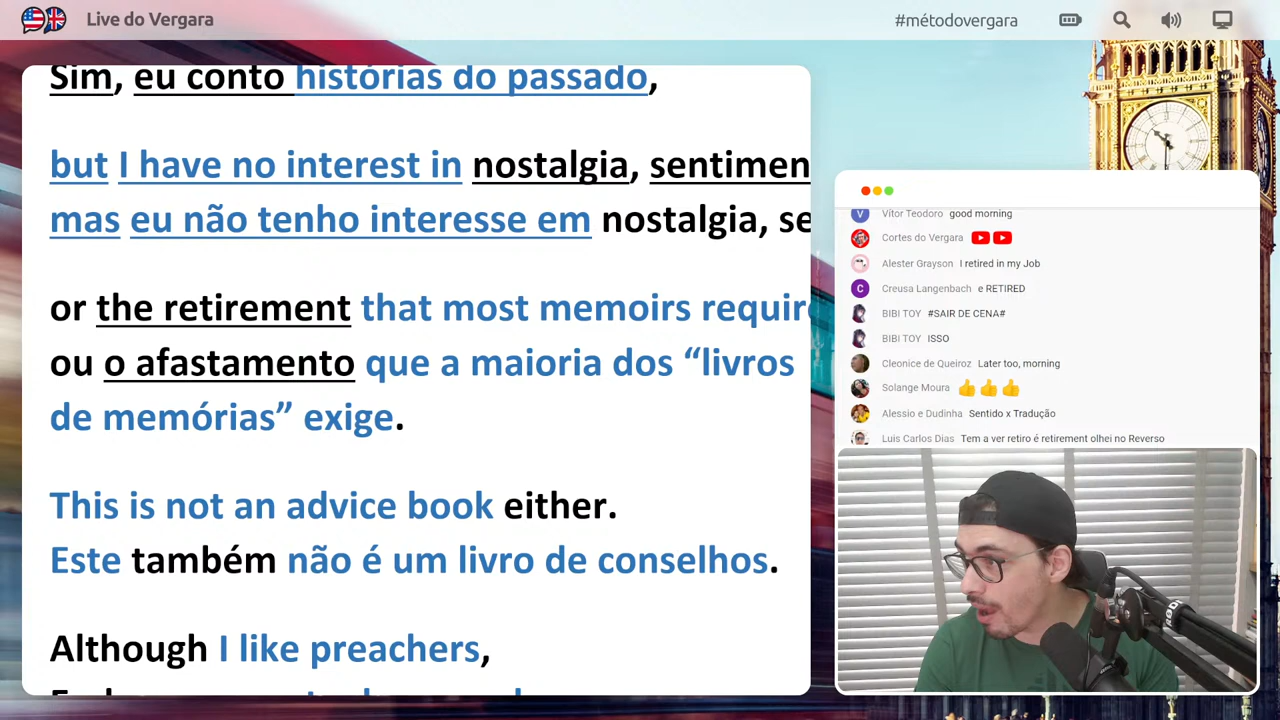 Live do Vergara
#métodovergara
Sim, eu conto histórias do passado,
but I have no interest in nostalgia, sentimen
mas eu não tenho interesse em nostalgia, se
or the retirement that most memoirs require
ou o afastamento que a maioria dos “livros
de memórias” exige.
This is not an advice book either.
Este também não é um livro de conselhos.
Although I like preachers,
V Vítor Teodoro good morning
Cortes do Vergara
Alester Grayson I retired in my Job
C Creusa Langenbach e RETIRED
BIBI TOY #SAIR DE CENA#
BIBI TOY ISSO
Cleonice de Queiroz Later too, morning
Solange Moura 👍👍👍
Alessio e Dudinha Sentido x Tradução
Luis Carlos Dias Tem a ver retiro é retirement olhei no Reverso
RØDE